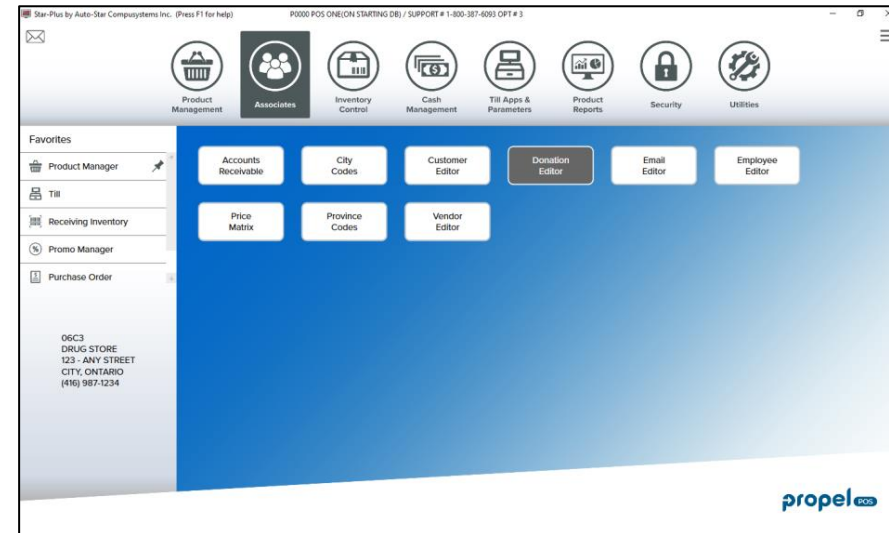 Star-Plus by Auto-Star Compusystems Inc. (Press F1 for help) P0000 POS ONE(ON STARTING DB) / SUPPORT # 1-800-387-6093 OPT # 3
Product
Management
Associates
Inventory
Control
Cash
Management
Till Apps &
Parameters
Product
Reports
Security
Utilities
Favorites
Product Manager
Till
Receiving Inventory
Promo Manager
Purchase Order
Accounts
Receivable
City
Codes
Customer
Editor
Donation
Editor
Email
Editor
Employee
Editor
Price
Matrix
Province
Codes
Vendor
Editor
06C3
DRUG STORE
123 - ANY STREET
CITY, ONTARIO
(416) 987-1234
propel POS